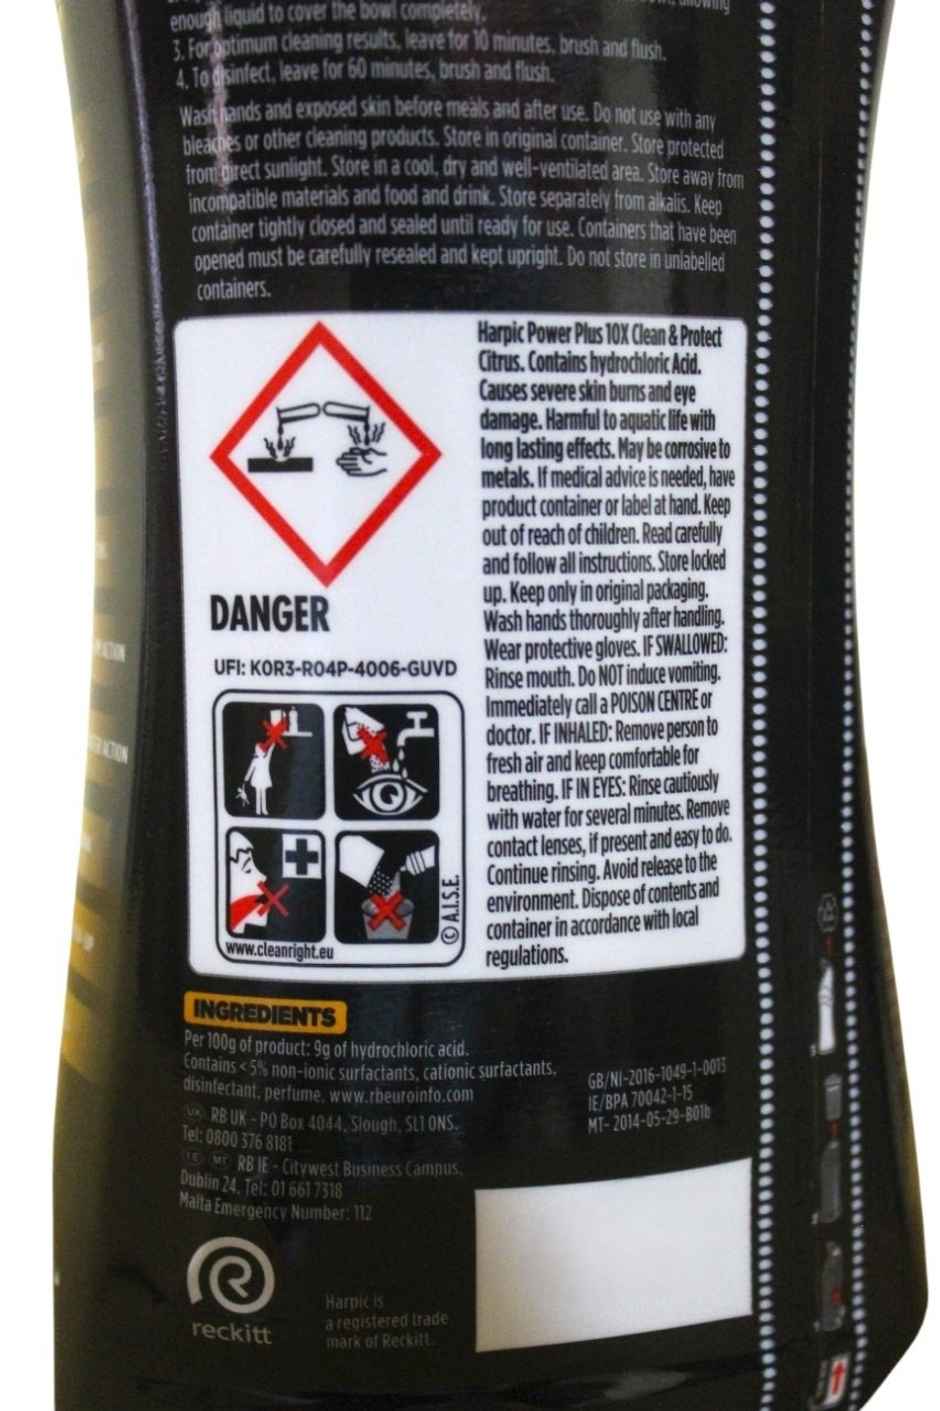 enough liquid to cover the bowl completely.
3. For optimum cleaning results, leave for 10 minutes, brush and flush.
4. To disinfect, leave for 60 minutes, brush and flush.
Wash hands and exposed skin before meals and after use. Do not use with any
bleaches or other cleaning products. Store in original container. Store protected
from direct sunlight. Store in a cool, dry and well-ventilated area. Store away from
incompatible materials and food and drink. Store separately from alkalis. Keep
container tightly closed and sealed until ready for use. Containers that have been
opened must be carefully resealed and kept upright. Do not store in unlabelled
containers.
Harpic Power Plus 10X Clean & Protect
Citrus. Contains hydrochloric Acid.
Causes severe skin burns and eye
damage. Harmful to aquatic life with
long lasting effects. May be corrosive to
metals. If medical advice is needed, have
product container or label at hand. Keep
out of reach of children. Read carefully
and follow all instructions. Store locked
up. Keep only in original packaging.
Wash hands thoroughly after handling.
Wear protective gloves. IF SWALLOWED:
Rinse mouth. Do NOT induce vomiting.
Immediately call a POISON CENTRE or
doctor. IF INHALED: Remove person to
fresh air and keep comfortable for
breathing. IF IN EYES: Rinse cautiously
with water for several minutes. Remove
contact lenses, if present and easy to do.
Continue rinsing. Avoid release to the
environment. Dispose of contents and
container in accordance with local
regulations.
DANGER
UFI: K0R3-R04P-4006-GUVD
www.cleanright.eu
© A.I.S.E.
INGREDIENTS
Per 100g of product: 9g of hydrochloric acid.
Contains < 5% non-ionic surfactants, cationic surfactants,
disinfectant, perfume. www.rbeuroinfo.com
UK RB UK - PO Box 4044, Slough, SL1 0NS.
Tel: 0800 376 8181
IE MT RB IE - Citywest Business Campus,
Dublin 24. Tel: 01 661 7318
Malta Emergency Number: 112
GB/NI-2016-1049-1-0013
IE/BPA 70042-1-15
MT- 2014-05-29-B01b
reckitt
Harpic is
a registered trade
mark of Reckitt.
ACTION
ACTION